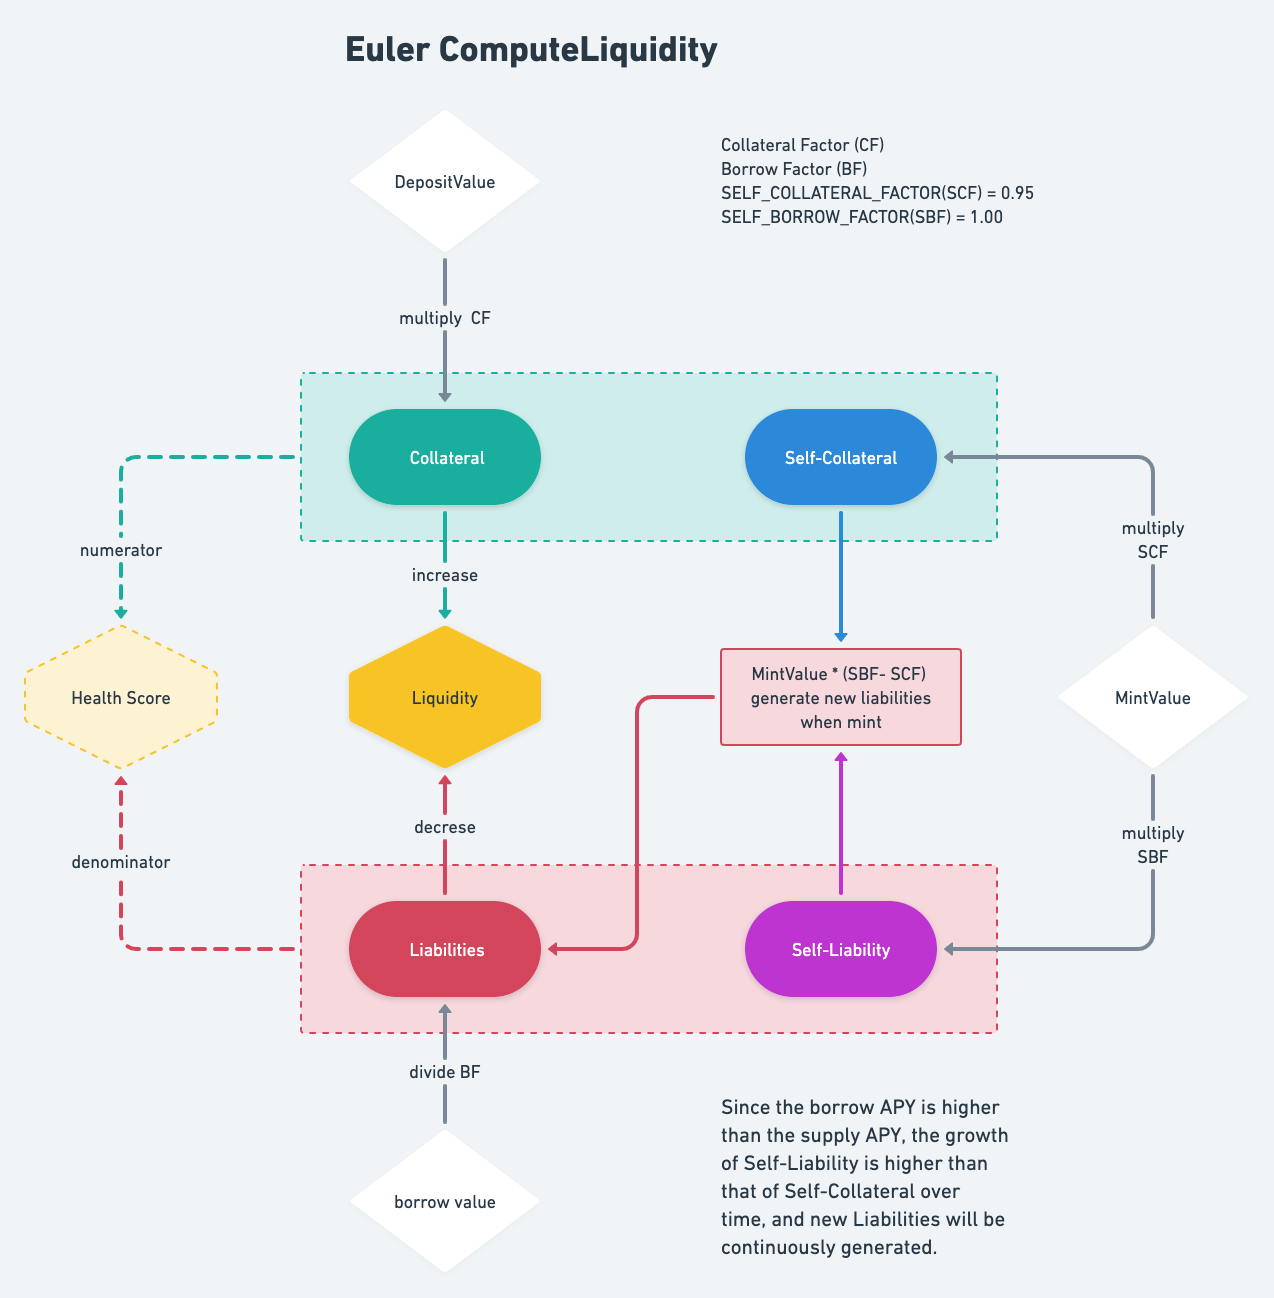 Euler ComputeLiquidity
DepositValue
Collateral Factor (CF)
Borrow Factor (BF)
SELF_COLLATERAL_FACTOR(SCF) = 0.95
SELF_BORROW_FACTOR(SBF) = 1.00
multiply  CF
Collateral
Self-Collateral
multiply
SCF
numerator
increase
Health Score
Liquidity
MintValue * (SBF- SCF)
generate new liabilities
when mint
MintValue
decrese
multiply
SBF
denominator
Liabilities
Self-Liability
divide BF
borrow value
Since the borrow APY is higher
than the supply APY, the growth
of Self-Liability is higher than
that of Self-Collateral over
time, and new Liabilities will be
continuously generated.